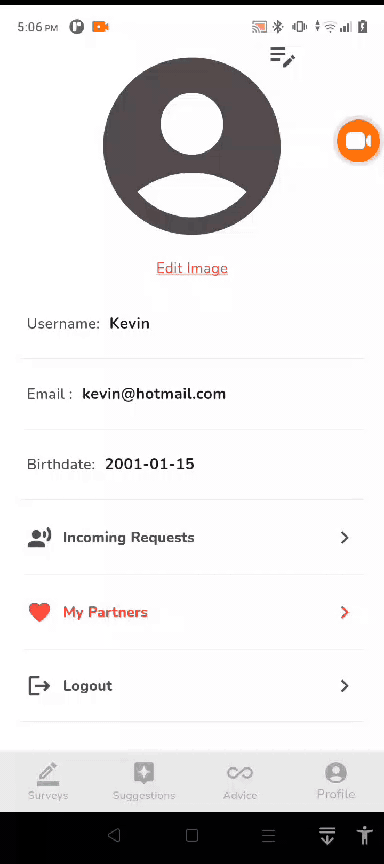 5:06 PM
Edit Image
Username: Kevin
Email : kevin@hotmail.com
Birthdate: 2001-01-15
Incoming Requests
My Partners
Logout
Surveys Suggestions Advice Profile